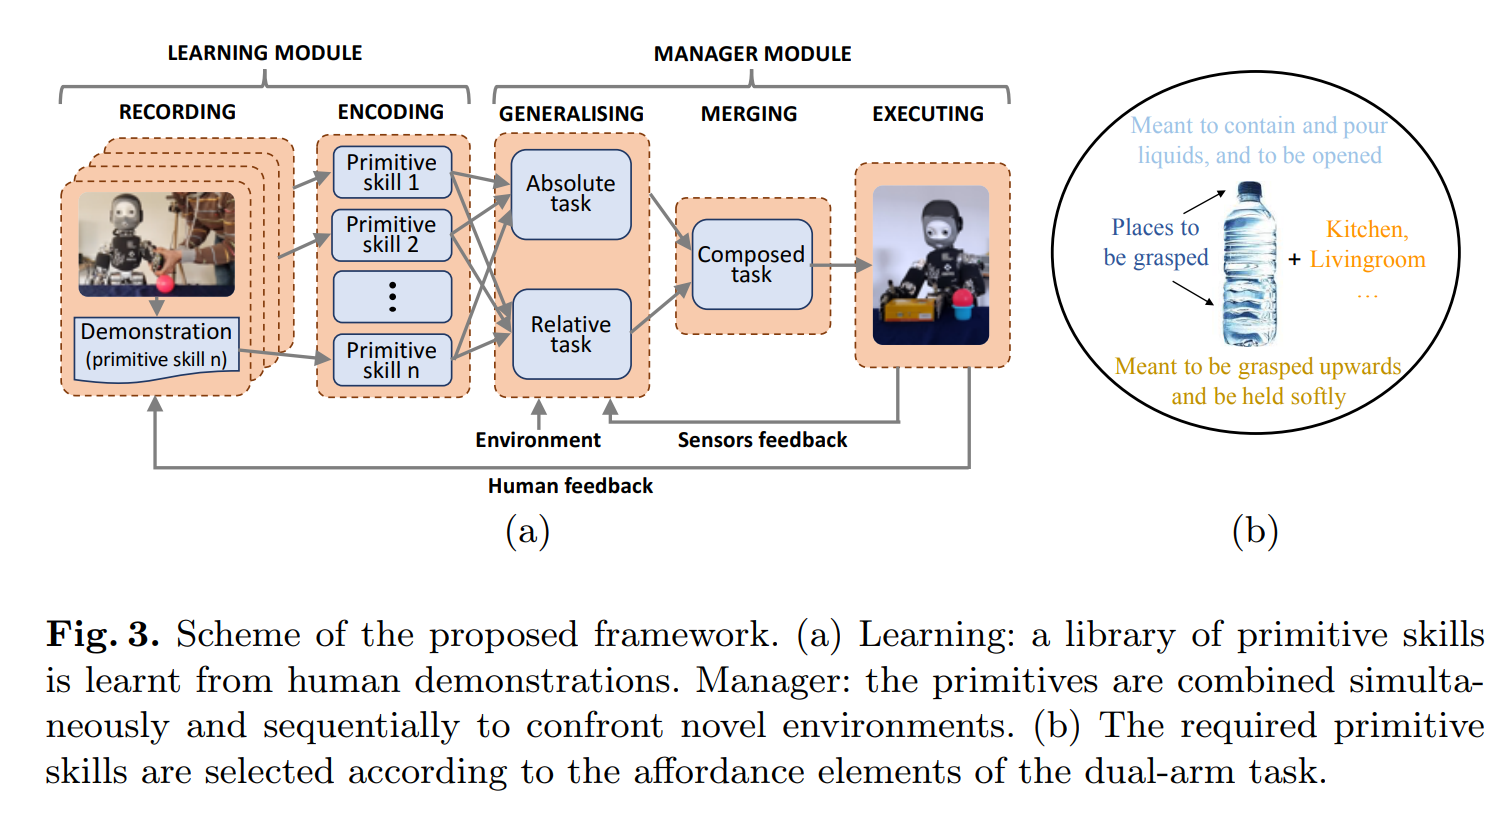 LEARNING MODULE
MANAGER MODULE
RECORDING
ENCODING
GENERALISING
MERGING
EXECUTING
Demonstration
(primitive skill n)
Primitive
skill 1
Primitive
skill 2
Primitive
skill n
Absolute
task
Relative
task
Composed
task
Environment
Sensors feedback
Human feedback
(a)
Meant to contain and pour
liquids, and to be opened
Places to
be grasped
+
Kitchen,
Livingroom
...
Meant to be grasped upwards
and be held softly
(b)
Fig. 3. Scheme of the proposed framework. (a) Learning: a library of primitive skills
is learnt from human demonstrations. Manager: the primitives are combined simulta-
neously and sequentially to confront novel environments. (b) The required primitive
skills are selected according to the affordance elements of the dual-arm task.